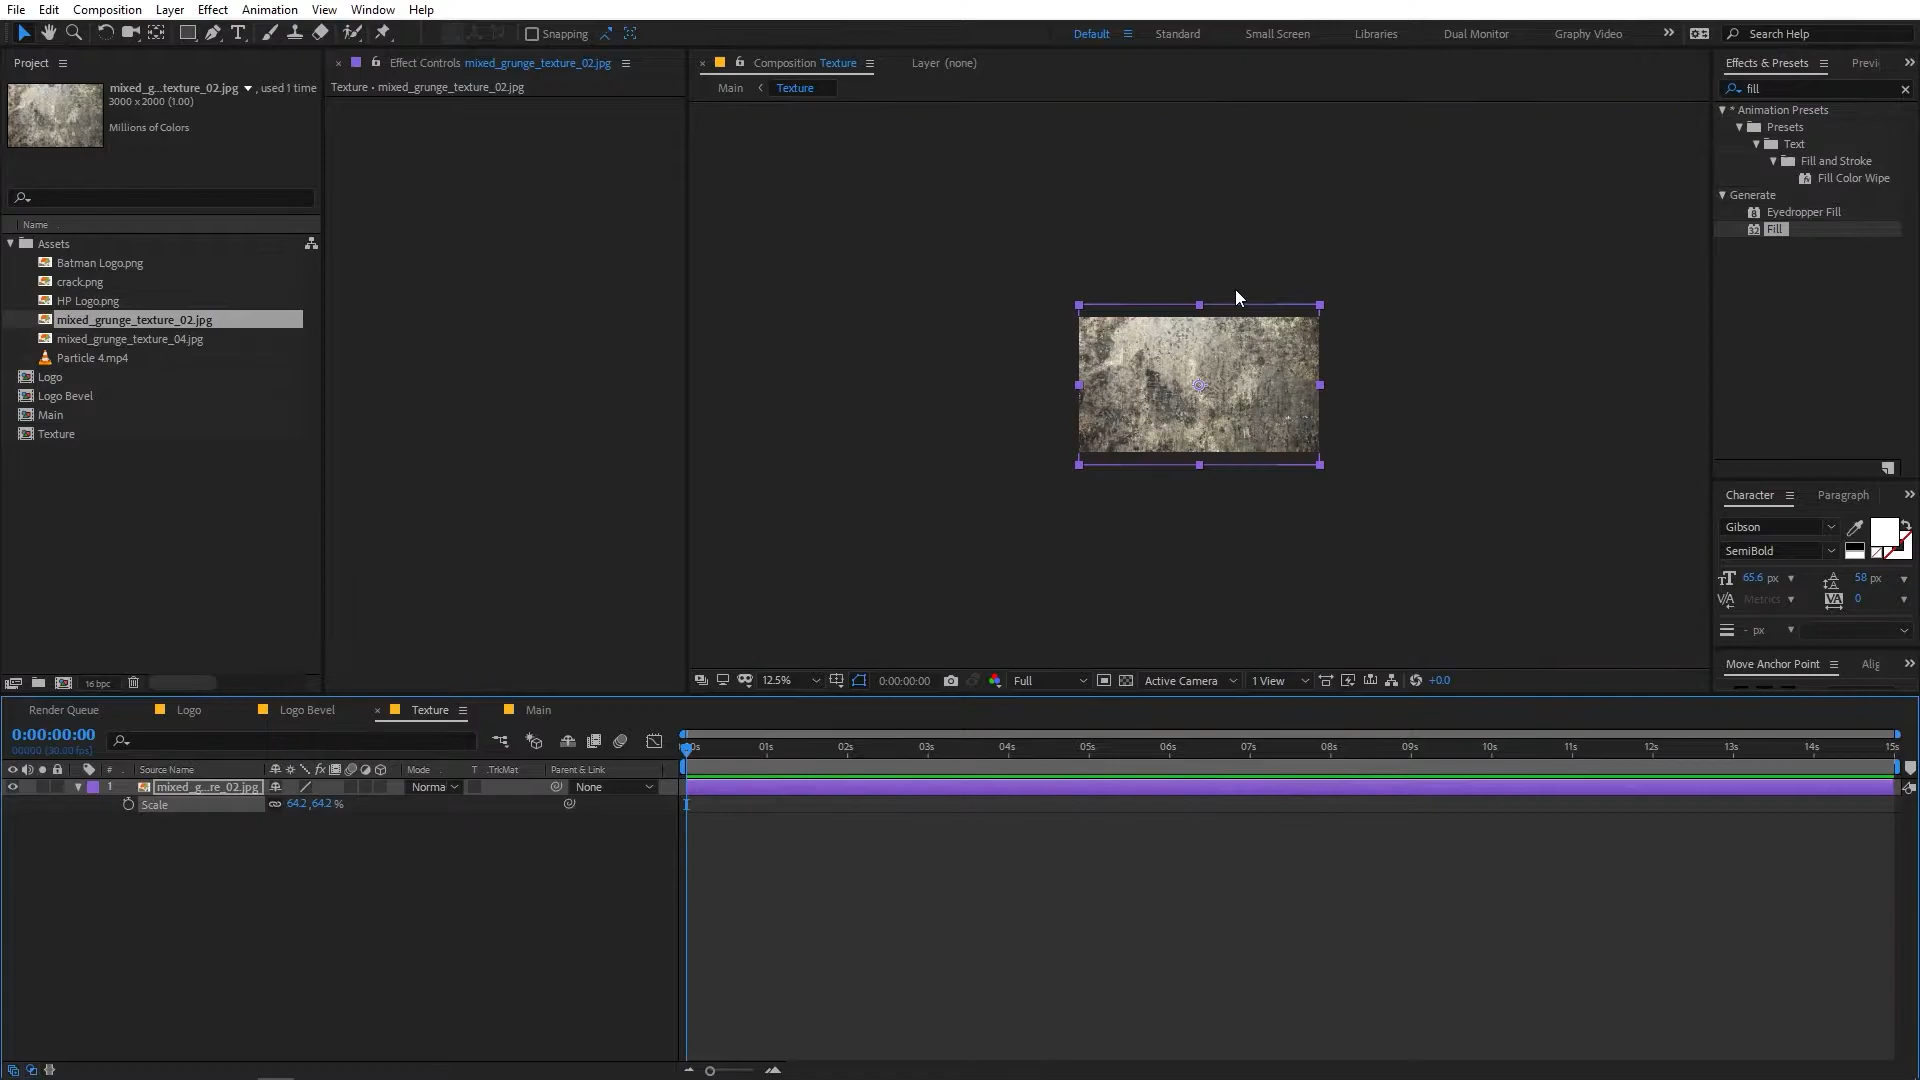 File Edit Composition Layer Effect Animation View Window Help
Snapping
Default Standard Small Screen Libraries Dual Monitor Graphy Video Search Help
Project
mixed_g...texture_02.jpg , used 1 time
3000 x 2000 (1.00)
Millions of Colors
Name
Assets
Batman Logo.png
crack.png
HP Logo.png
mixed_grunge_texture_02.jpg
mixed_grunge_texture_04.jpg
Particle 4.mp4
Logo
Logo Bevel
Main
Texture
16 bpc
Effect Controls mixed_grunge_texture_02.jpg
Texture • mixed_grunge_texture_02.jpg
Composition Texture Layer (none)
Main Texture
12.5% 0:00:00:00 Full Active Camera 1 View +0.0
Effects & Presets Previ
fill
* Animation Presets
Presets
Text
Fill and Stroke
Fill Color Wipe
Generate
Eyedropper Fill
Fill
Character Paragraph
Gibson
SemiBold
65.6 px 58 px
Metrics 0
- px
Move Anchor Point Alig
Render Queue Logo Logo Bevel Texture Main
0:00:00:00
00000 (30.00 fps)
01s 02s 03s 04s 05s 06s 07s 08s 09s 10s 11s 12s 13s 14s 15s
# Source Name Mode T .TrkMat Parent & Link
1 mixed_g...re_02.jpg Norma None
Scale 64.2,64.2 %